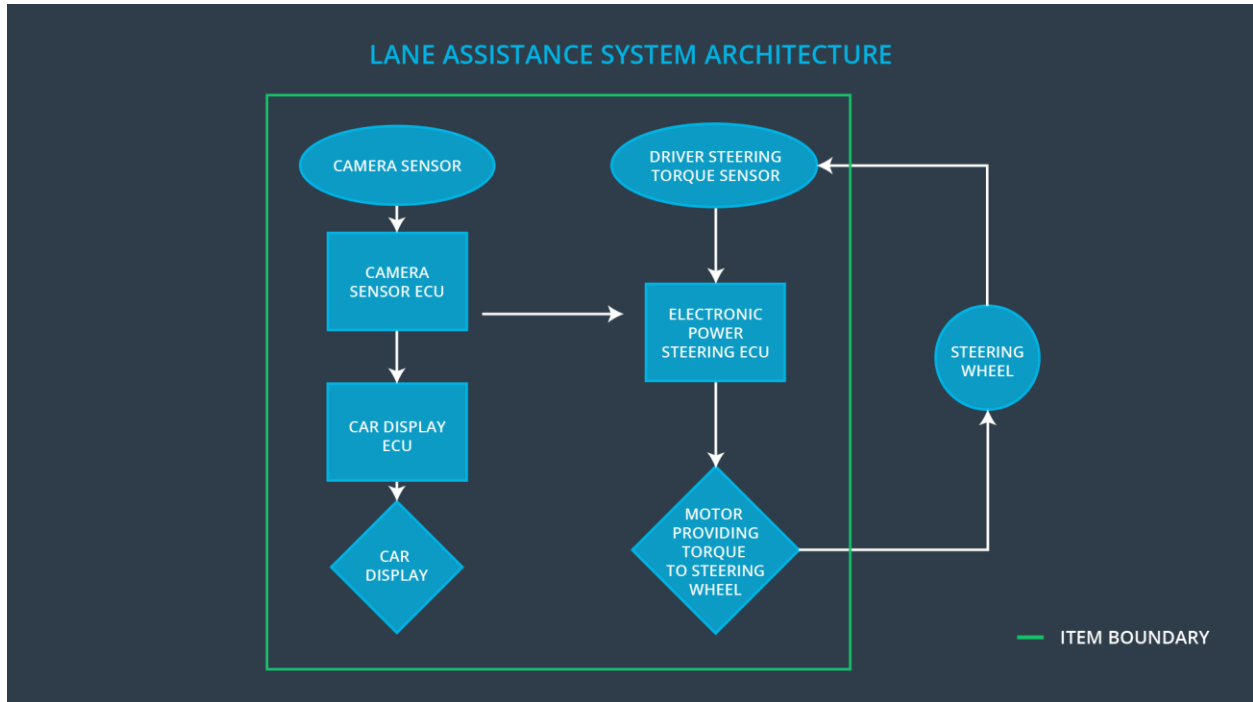 LANE ASSISTANCE SYSTEM ARCHITECTURE
CAMERA SENSOR
CAMERA
SENSOR ECU
CAR DISPLAY
ECU
CAR
DISPLAY
DRIVER STEERING
TORQUE SENSOR
ELECTRONIC
POWER
STEERING ECU
MOTOR
PROVIDING
TORQUE
TO STEERING
WHEEL
STEERING
WHEEL
ITEM BOUNDARY